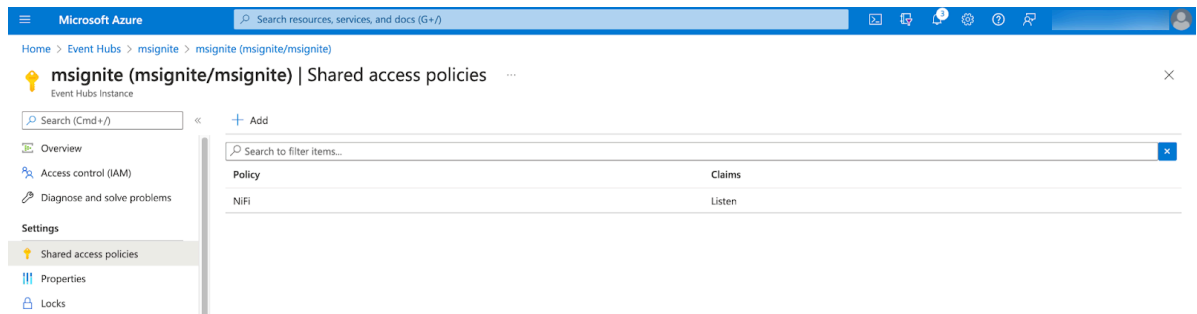 Microsoft Azure
Search resources, services, and docs (G+/)
3
Home > Event Hubs > msignite > msignite (msignite/msignite)
msignite (msignite/msignite) | Shared access policies ...
Event Hubs Instance
Search (Cmd+/)
«
+ Add
Overview
Search to filter items...
Access control (IAM)
Policy Claims
Diagnose and solve problems
NiFi Listen
Settings
Shared access policies
Properties
Locks